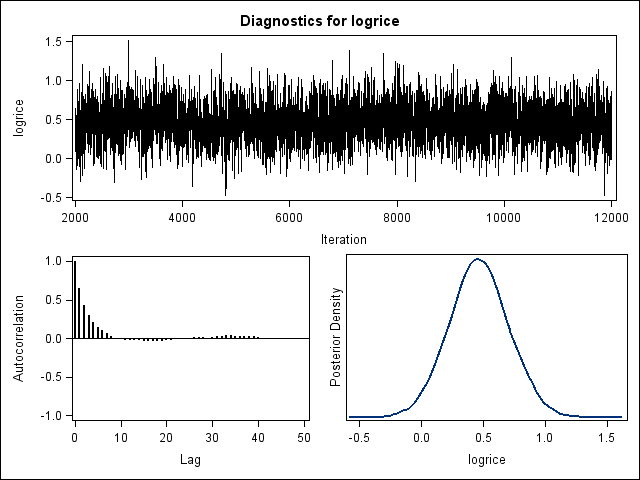 Diagnostics for logrice
logrice
1.5
1.0
0.5
0.0
-0.5
2000 4000 6000 8000 10000 12000
Iteration
Autocorrelation
1.0
0.5
0.0
-0.5
-1.0
0 10 20 30 40 50
Lag
Posterior Density
-0.5 0.0 0.5 1.0 1.5
logrice